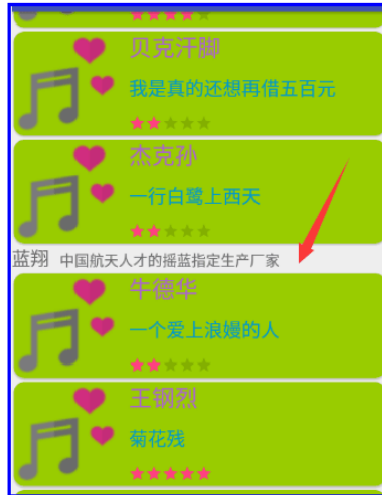 贝克汗脚
我是真的还想再借五百元
杰克孙
一行白鹭上西天
蓝翔 中国航天人才的摇蓝指定生产厂家
牛德华
一个爱上浪嫚的人
王钢烈
菊花残